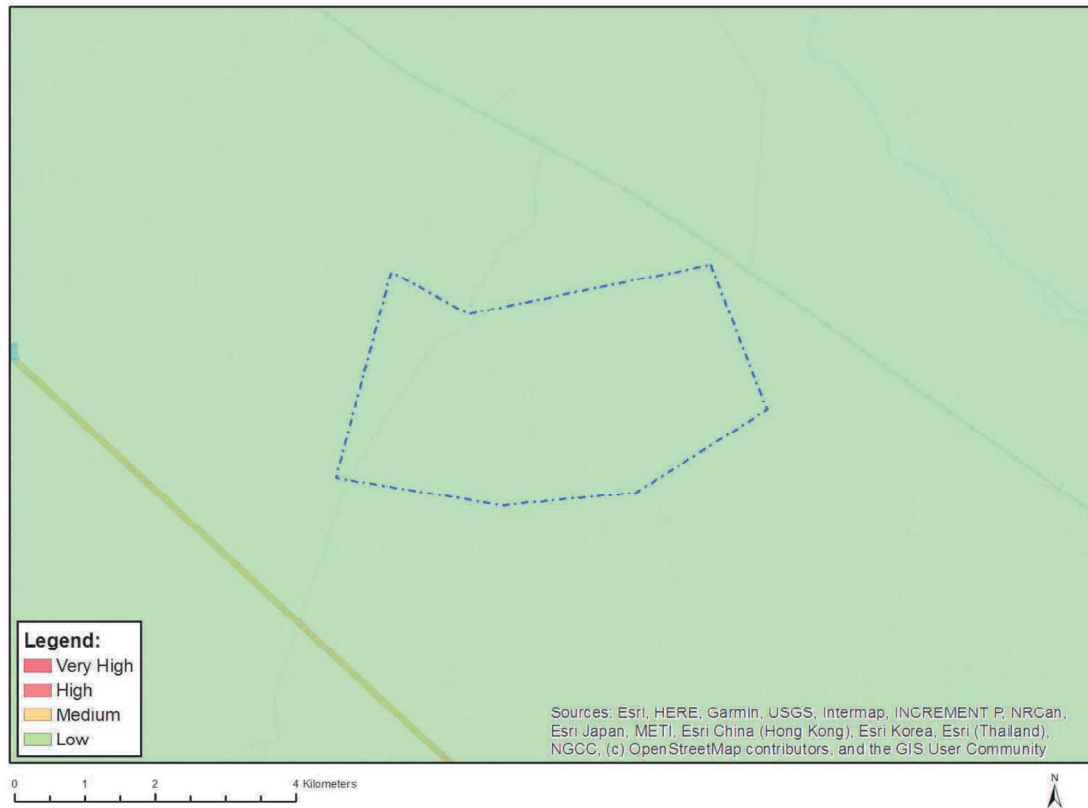 Legend:
Very High
High
Medium
Low
Sources: Esri, HERE, Garmin, USGS, Intermap, INCREMENT P, NRCan,
Esri Japan, METI, Esri China (Hong Kong), Esri Korea, Esri (Thailand),
NGCC, (c) OpenStreetMap contributors, and the GIS User Community
0 1 2 4 Kilometers
N